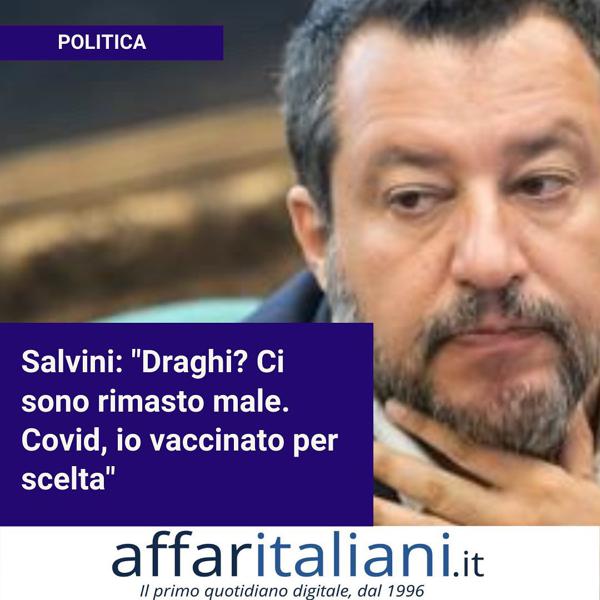 POLITICA
Salvini: "Draghi? Ci
sono rimasto male.
Covid, io vaccinato per
scelta"
affaritaliani.it
Il primo quotidiano digitale, dal 1996